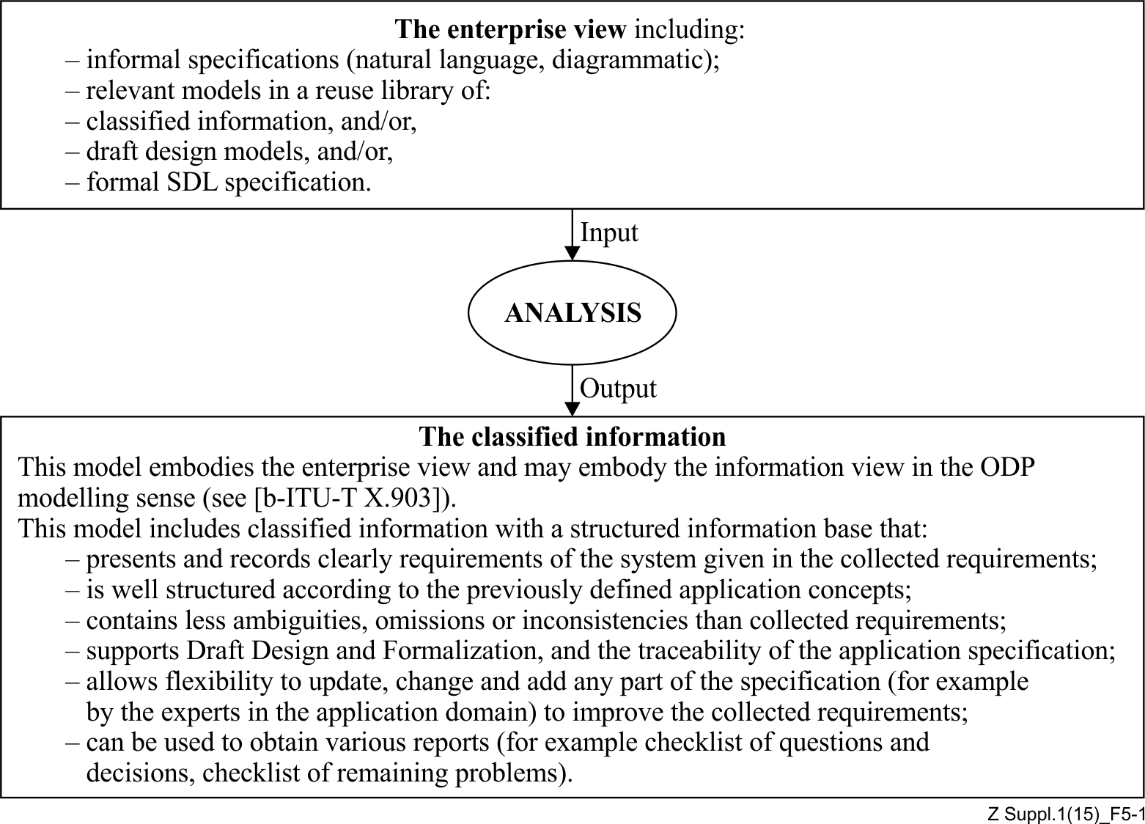 The enterprise view including:
– informal specifications (natural language, diagrammatic);
– relevant models in a reuse library of:
– classified information, and/or,
– draft design models, and/or,
– formal SDL specification.
Input
ANALYSIS
Output
The classified information
This model embodies the enterprise view and may embody the information view in the ODP
modelling sense (see [b-ITU-T X.903]).
This model includes classified information with a structured information base that:
– presents and records clearly requirements of the system given in the collected requirements;
– is well structured according to the previously defined application concepts;
– contains less ambiguities, omissions or inconsistencies than collected requirements;
– supports Draft Design and Formalization, and the traceability of the application specification;
– allows flexibility to update, change and add any part of the specification (for example
by the experts in the application domain) to improve the collected requirements;
– can be used to obtain various reports (for example checklist of questions and
decisions, checklist of remaining problems).
Z Suppl.1(15)_F5-1